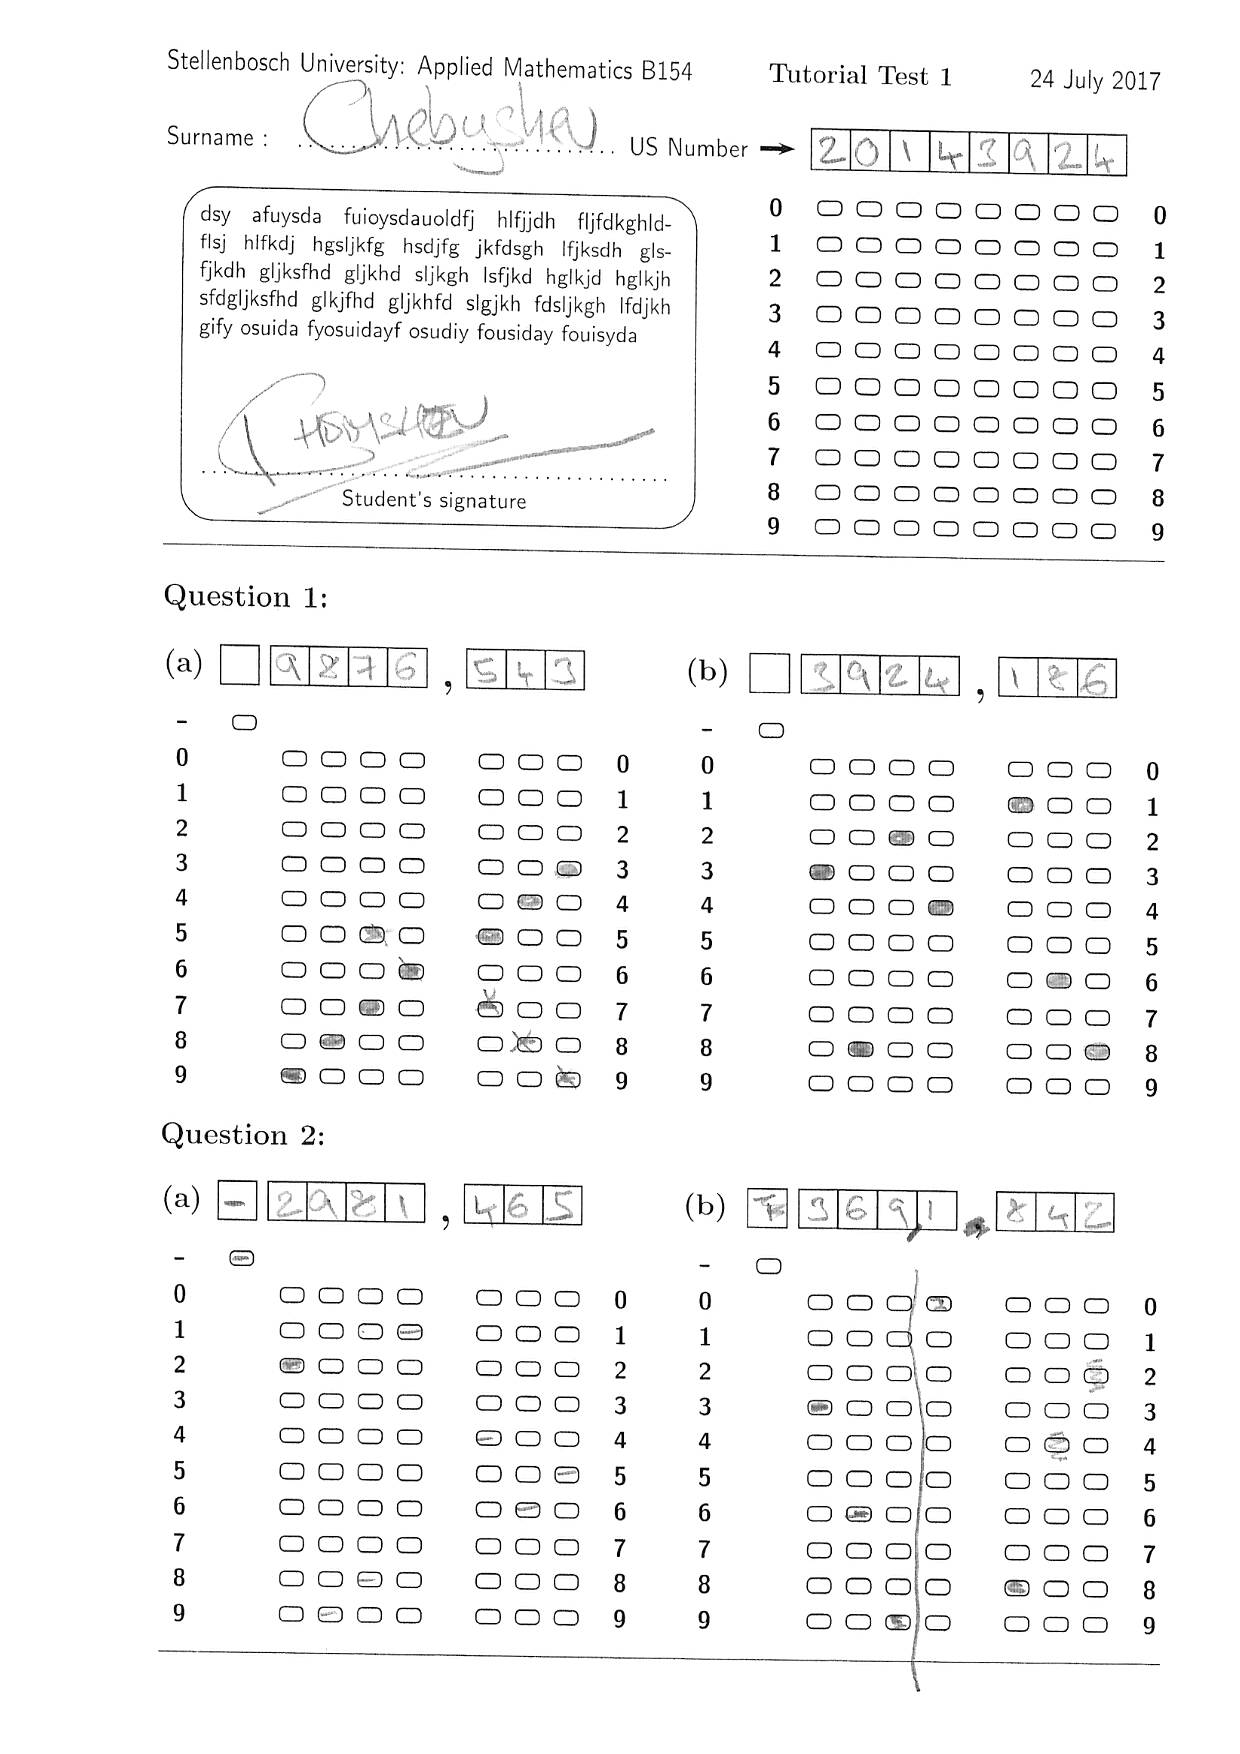 Stellenbosch University: Applied Mathematics B154 Tutorial Test 1 24 July 2017
Surname : Chebyshev US Number 2 0 1 4 3 9 2 4
dsy afuysda fuioysdauoldfj hlfjjdh fljfdkghld-
flsj hlfkdj hgsljkfg hsdjfg jkfdsgh lfjksdh gls-
fjkdh gljksfhd gljkhd sljkgh lsfjkd hglkjd hglkjh
sfdgljksfhd glkjfhd gljkhfd slgjkh fdsljkgh lfdjkh
gify osuida fyosuidayf osudiy fousiday fouisyda
Student's signature
0 0
1 1
2 2
3 3
4 4
5 5
6 6
7 7
8 8
9 9
Question 1:
(a) 9 8 7 6 , 5 4 3 (b) 3 9 2 4 , 1 8 6
- -
0 0 0 0
1 1 1 1
2 2 2 2
3 3 3 3
4 4 4 4
5 5 5 5
6 6 6 6
7 7 7 7
8 8 8 8
9 9 9 9
Question 2:
(a) - 2 9 8 1 , 4 6 5 (b) 3 6 9 , 1 8 4 2
- -
0 0 0 0
1 1 1 1
2 2 2 2
3 3 3 3
4 4 4 4
5 5 5 5
6 6 6 6
7 7 7 7
8 8 8 8
9 9 9 9